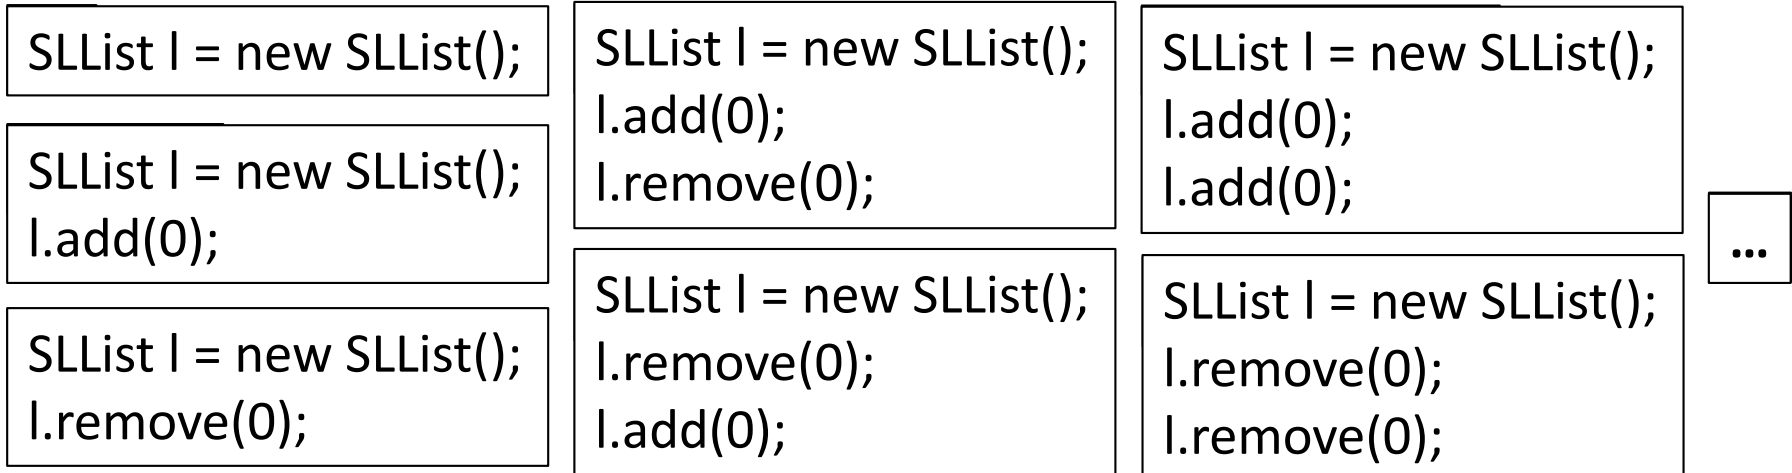 SLList l = new SLList();
SLList l = new SLList();
l.add(0);
SLList l = new SLList();
l.remove(0);
SLList l = new SLList();
l.add(0);
l.remove(0);
SLList l = new SLList();
l.remove(0);
l.add(0);
SLList l = new SLList();
l.add(0);
l.add(0);
SLList l = new SLList();
l.remove(0);
l.remove(0);
...